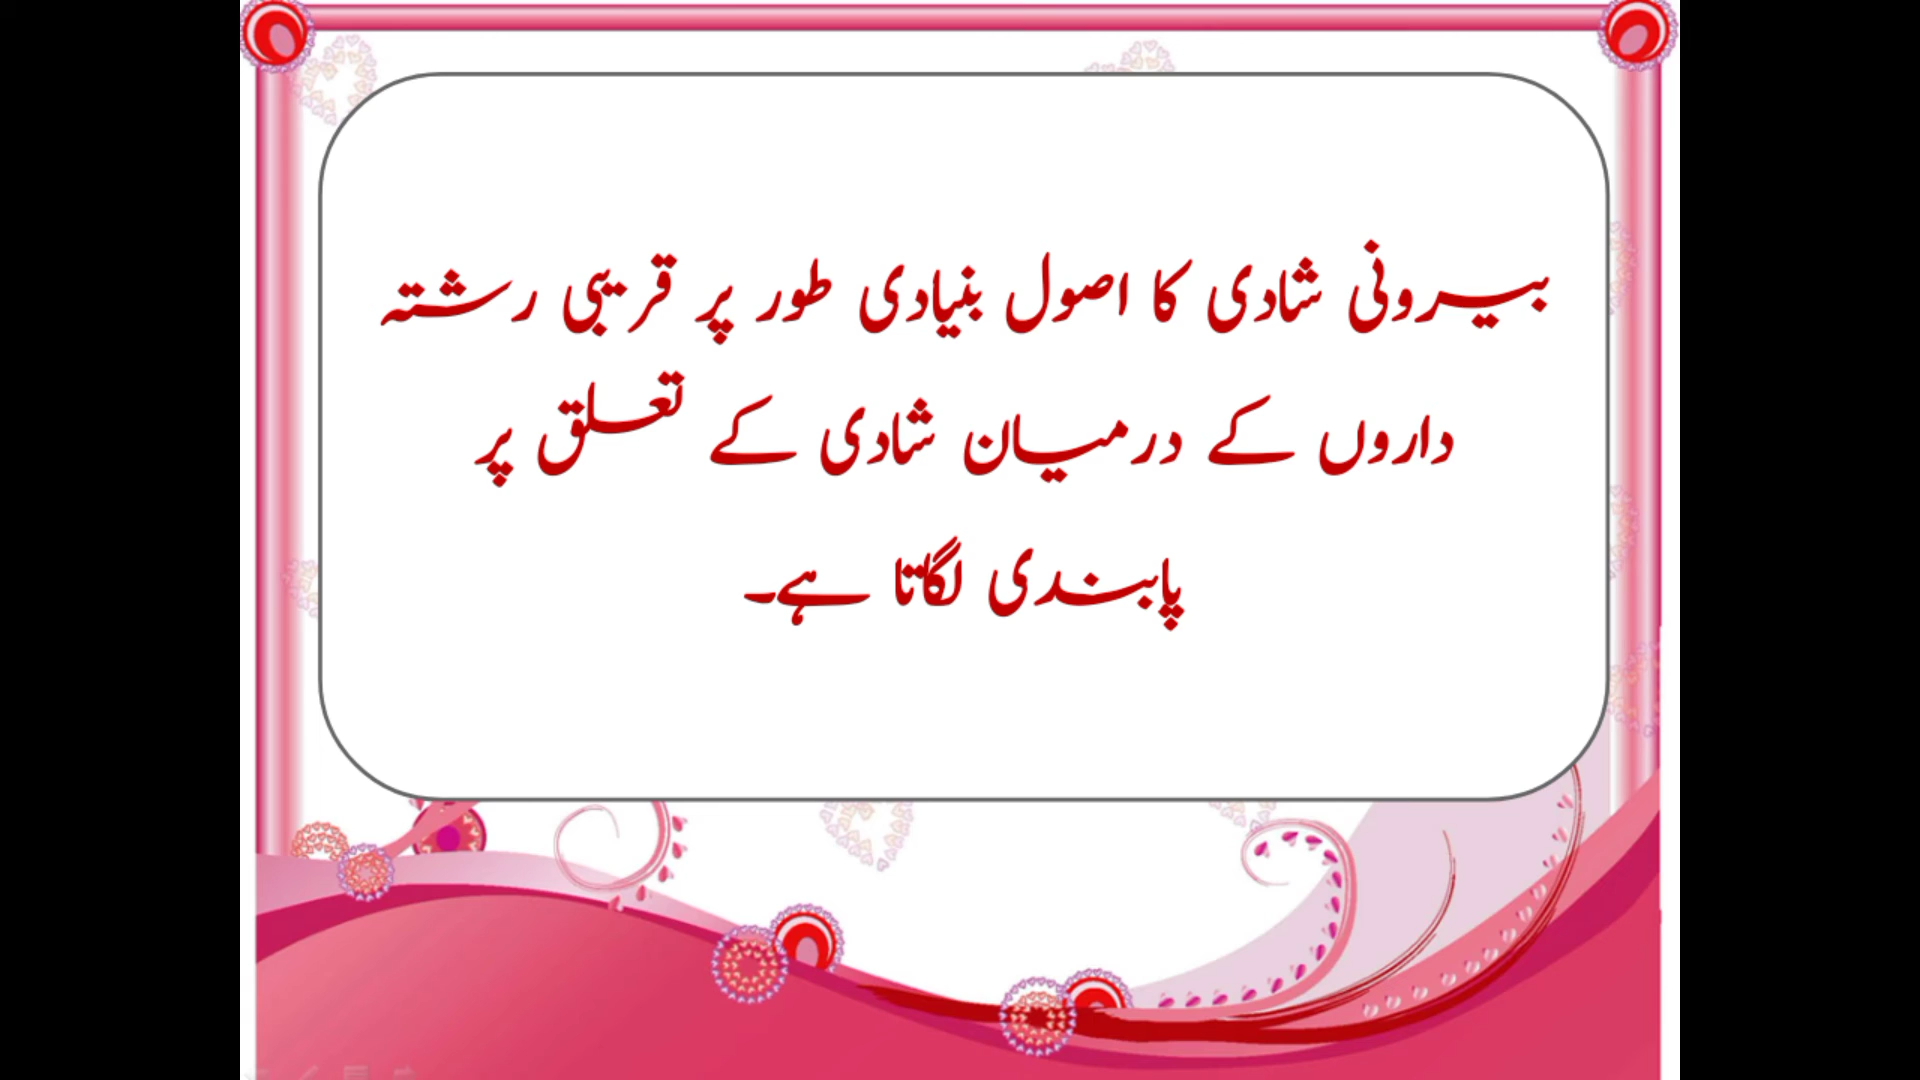 بیرونی شادی کا اصول بنیادی طور پر قریبی رشتہ
داروں کے درمیان شادی کے تعلق پر
پابندی لگاتا ہے۔